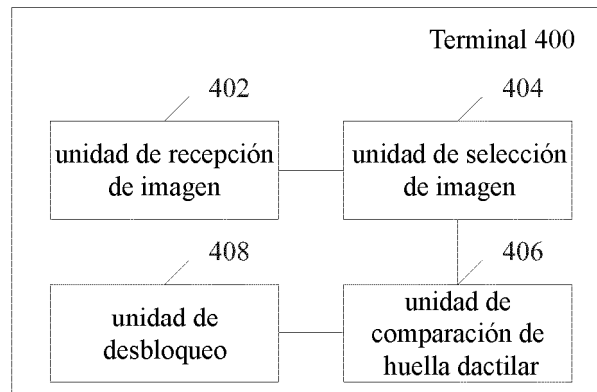 Terminal 400
402
404
unidad de recepción
de imagen
unidad de selección
de imagen
408
406
unidad de
desbloqueo
unidad de
comparación de
huella dactilar